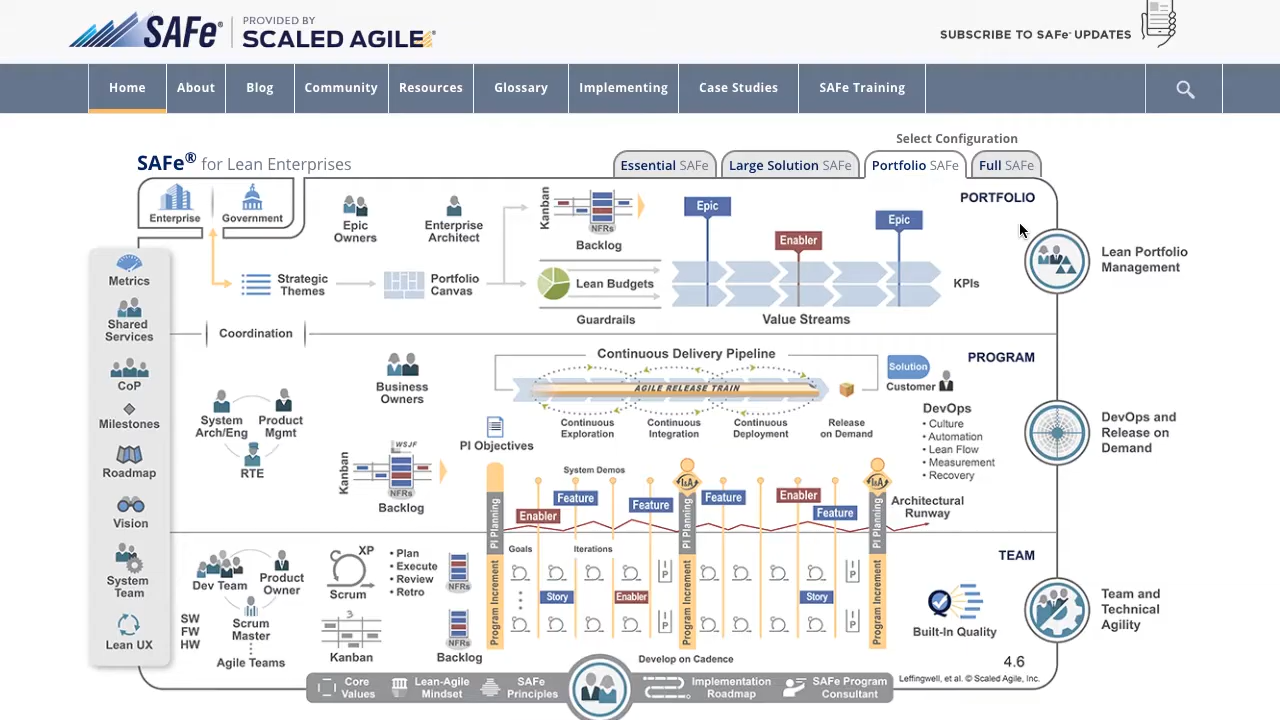 SAFe®
PROVIDED BY
SCALED AGILE®
SUBSCRIBE TO SAFe UPDATES
Home
About
Blog
Community
Resources
Glossary
Implementing
Case Studies
SAFe Training
Select Configuration
SAFe® for Lean Enterprises
Essential SAFe
Large Solution SAFe
Portfolio SAFe
Full SAFe
PORTFOLIO
Enterprise
Government
Epic
Owners
Enterprise
Architect
Kanban
NFRs
Backlog
Epic
Enabler
Epic
Lean Portfolio
Management
Strategic
Themes
Portfolio
Canvas
Lean Budgets
Guardrails
KPIs
Value Streams
Metrics
Shared
Services
CoP
Milestones
Roadmap
Vision
System
Team
Lean UX
Coordination
PROGRAM
Business
Owners
Continuous Delivery Pipeline
AGILE RELEASE TRAIN
Solution
Customer
Continuous
Exploration
Continuous
Integration
Continuous
Deployment
Release
on Demand
DevOps
• Culture
• Automation
• Lean Flow
• Measurement
• Recovery
DevOps and
Release on
Demand
System
Arch/Eng
Product
Mgmt
RTE
PI Objectives
Kanban
WSJF
NFRs
Backlog
System Demos
I&A
I&A
Enabler
Feature
Feature
Feature
Enabler
Feature
Architectural
Runway
PI Planning
PI Planning
PI Planning
TEAM
Dev Team
Product
Owner
Scrum
Master
Agile Teams
SW
FW
HW
XP
Scrum
• Plan
• Execute
• Review
• Retro
Kanban
NFRs
NFRs
Backlog
Goals
Iterations
Program Increment
Program Increment
Program Increment
Story
Enabler
Story
I P
I P
I P
I P
Develop on Cadence
Built-In Quality
Team and
Technical
Agility
4.6
Leffingwell, et al. © Scaled Agile, Inc.
Core
Values
Lean-Agile
Mindset
SAFe
Principles
Implementation
Roadmap
SAFe Program
Consultant